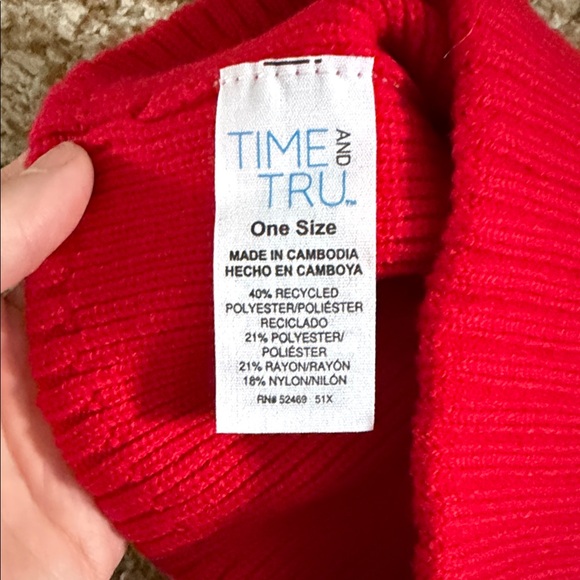 TIME AND
TRU™
One Size
MADE IN CAMBODIA
HECHO EN CAMBOYA
40% RECYCLED
POLYESTER/POLIÉSTER
RECICLADO
21% POLYESTER/
POLIÉSTER
21% RAYON/RAYÓN
18% NYLON/NILÓN
RN# 52469 51X